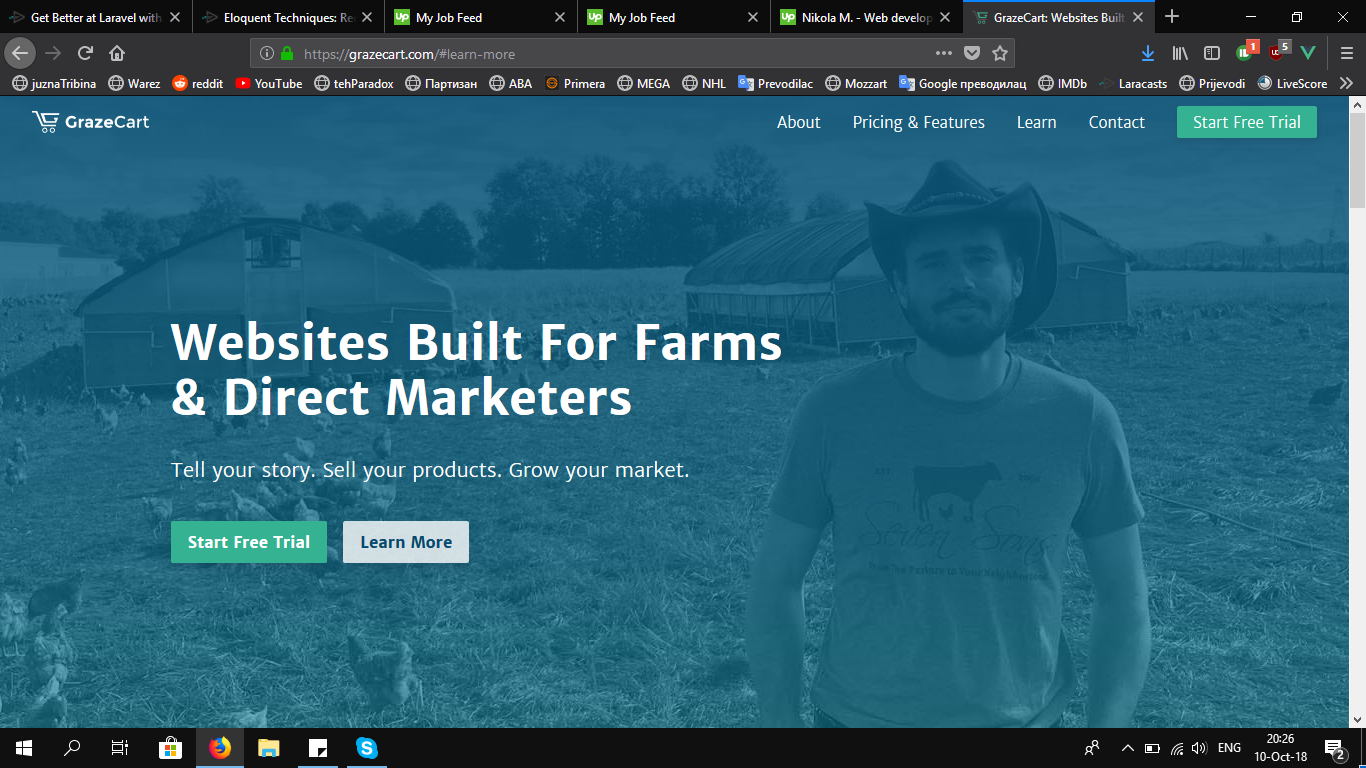 Get Better at Laravel with
Eloquent Techniques: Re
My Job Feed
My Job Feed
Nikola M. - Web develop
GrazeCart: Websites Built
https://grazecart.com/#learn-more
1
5
juznaTribina
Warez
reddit
YouTube
tehParadox
Партизан
ABA
Primera
MEGA
NHL
Prevodilac
Mozzart
Google преводилац
IMDb
Laracasts
Prijevodi
LiveScore
GrazeCart
About
Pricing & Features
Learn
Contact
Start Free Trial
Websites Built For Farms
& Direct Marketers
Tell your story. Sell your products. Grow your market.
Start Free Trial
Learn More
EST.
ENG
20:26
10-Oct-18
2